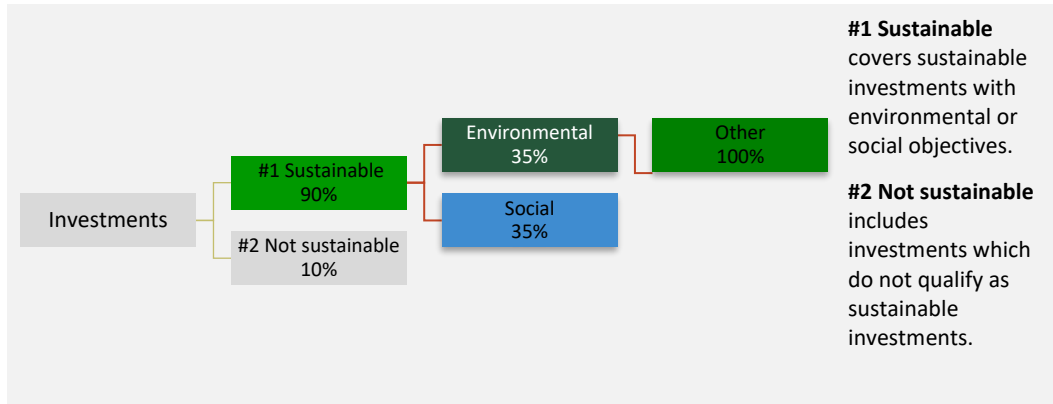 Investments
#1 Sustainable
90%
#2 Not sustainable
10%
Environmental
35%
Social
35%
Other
100%
#1 Sustainable
covers sustainable
investments with
environmental or
social objectives.
#2 Not sustainable
includes
investments which
do not qualify as
sustainable
investments.